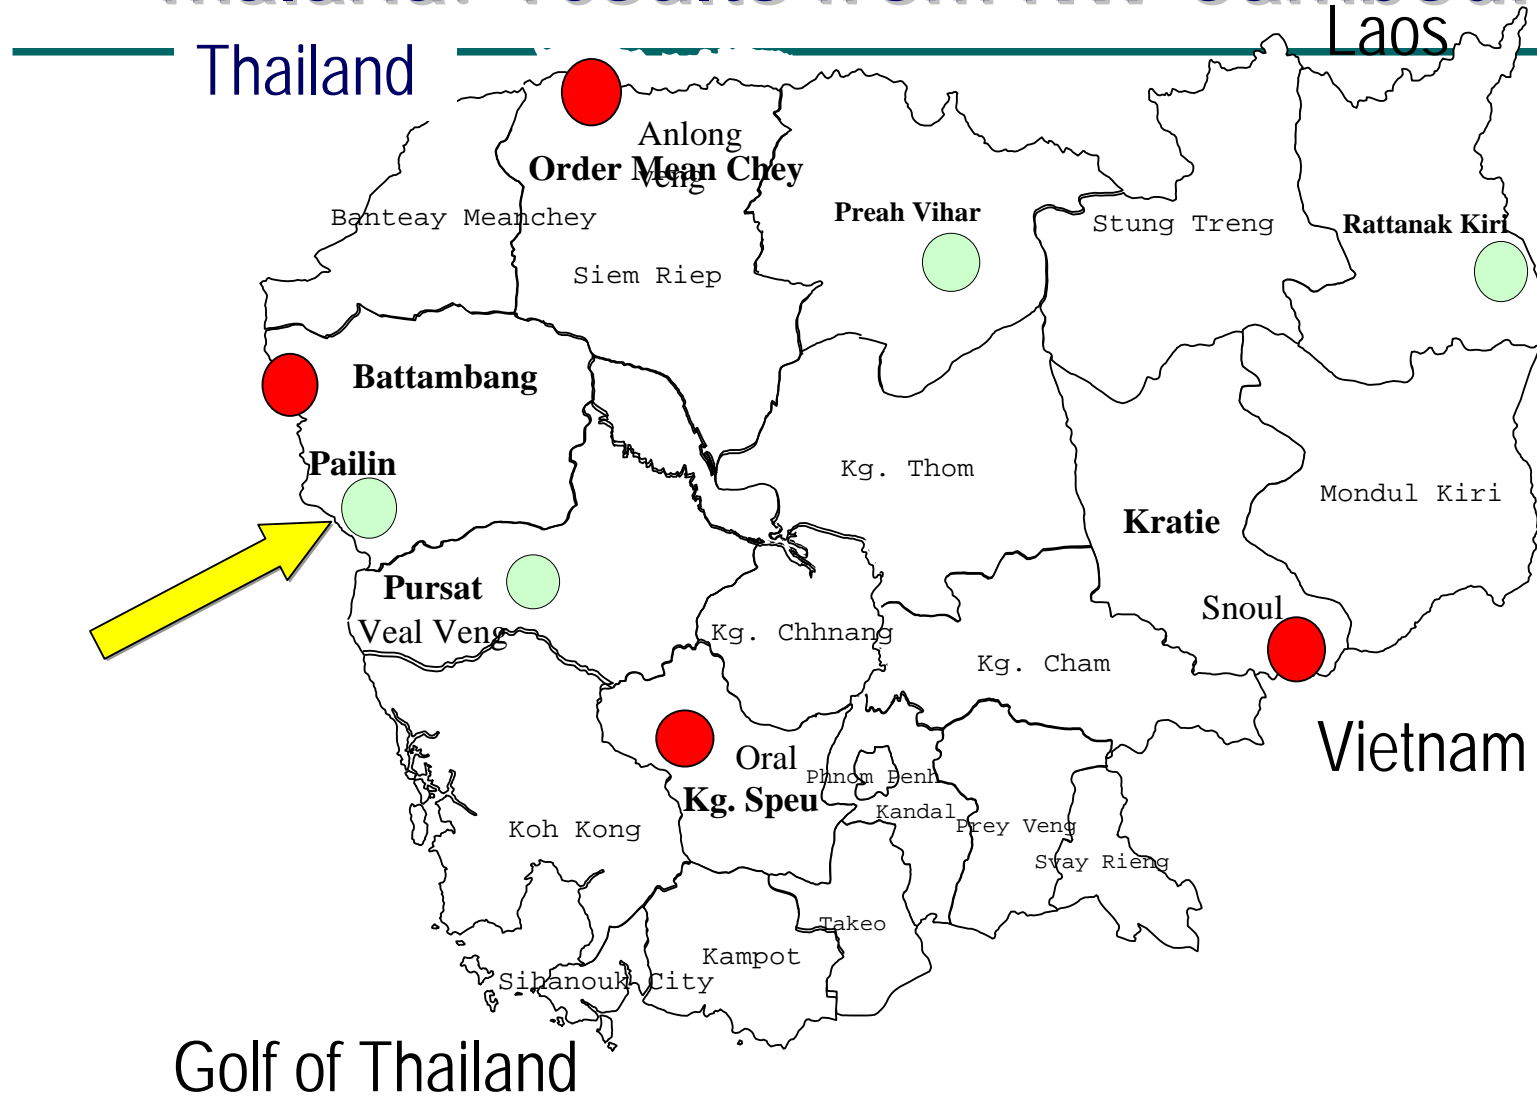 Laos
Thailand
Anlong
Veng
Order Mean Chey
Banteay Meanchey
Preah Vihar
Stung Treng
Rattanak Kiri
Siem Riep
Battambang
Pailin
Kg. Thom
Mondul Kiri
Kratie
Pursat
Veal Veng
Snoul
Kg. Chhnang
Kg. Cham
Vietnam
Oral
Kg. Speu
Phnom Penh
Kandal
Prey Veng
Svay Rieng
Koh Kong
Takeo
Kampot
Sihanouk City
Golf of Thailand